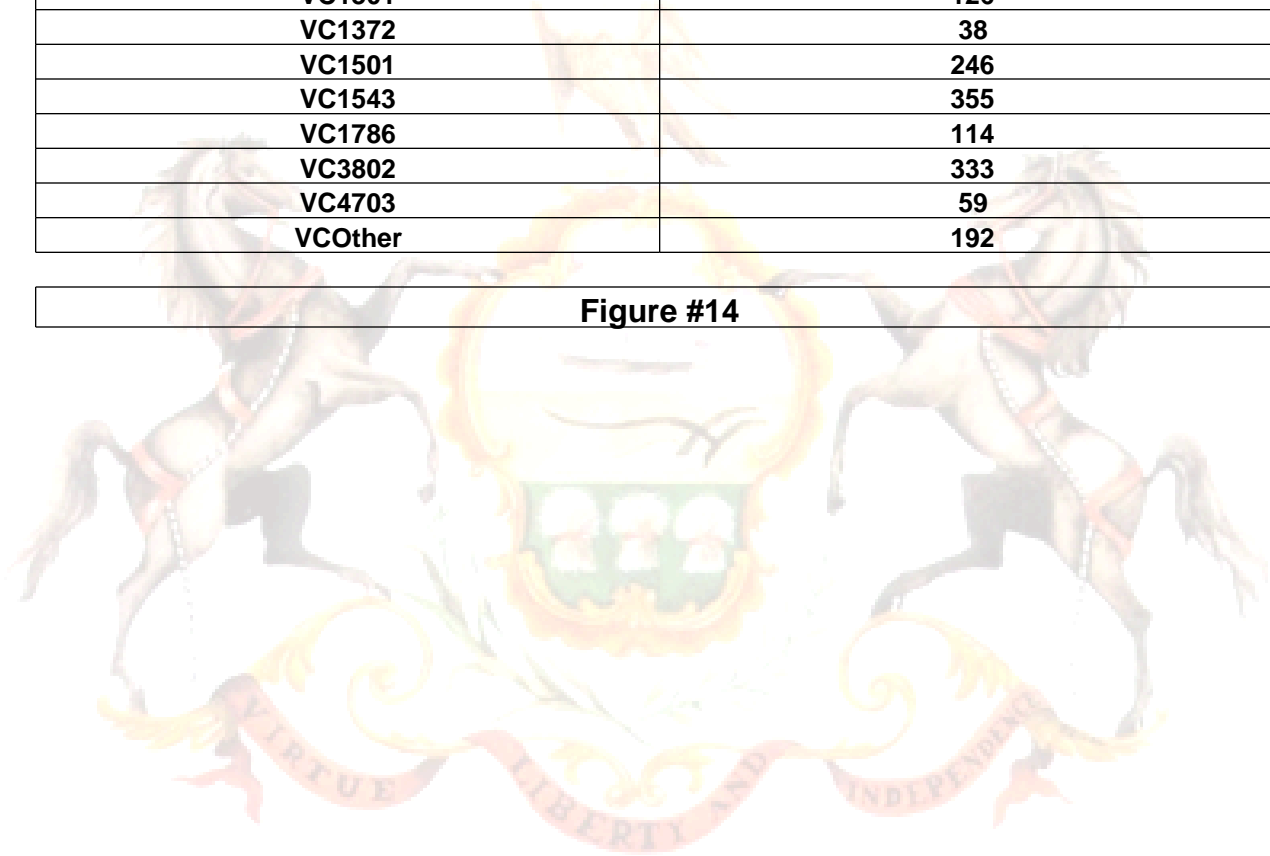 VC1372 38
VC1501 246
VC1543 355
VC1786 114
VC3802 333
VC4703 59
VCOther 192
Figure #14
VIRTUE LIBERTY AND INDEPENDENCE